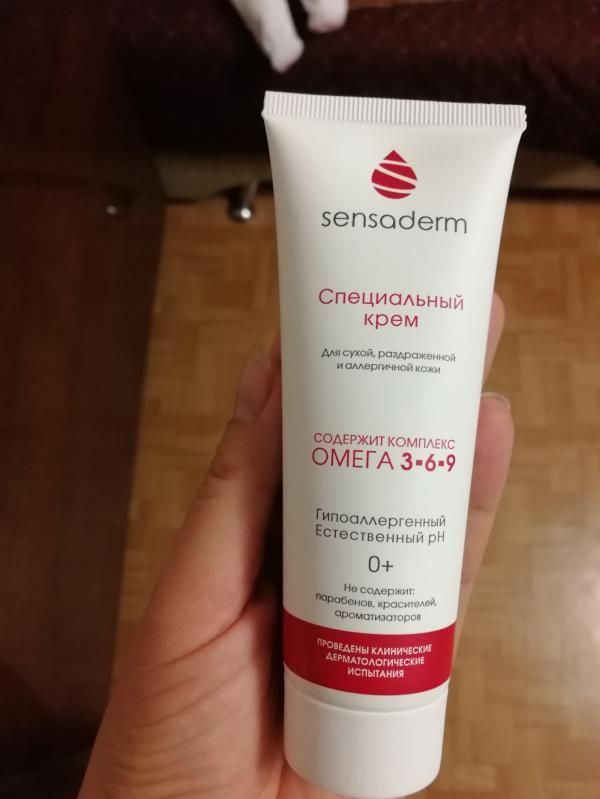 sensaderm
Специальный
крем
Для сухой, раздраженной
и аллергичной кожи
СОДЕРЖИТ КОМПЛЕКС
ОМЕГА 3-6-9
Гипоаллергенный
Естественный pH
0+
Не содержит:
парабенов, красителей,
ароматизаторов
ПРОВЕДЕНЫ КЛИНИЧЕСКИЕ
ДЕРМАТОЛОГИЧЕСКИЕ
ИСПЫТАНИЯ